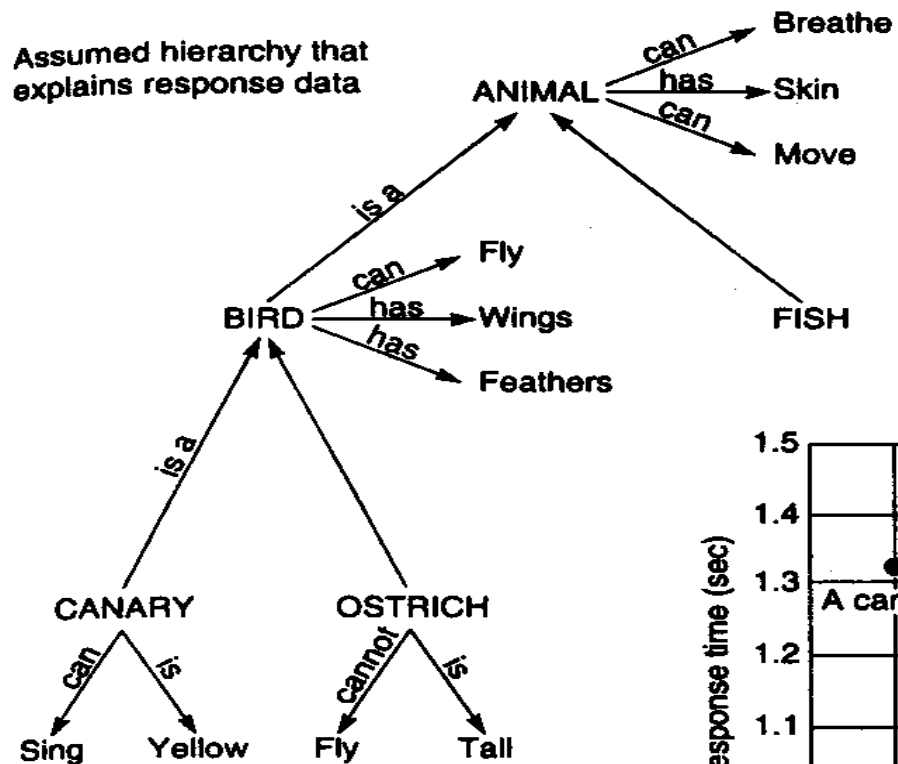 Assumed hierarchy that
explains response data
ANIMAL
can
Breathe
has
Skin
can
Move
is a
BIRD
can
Fly
has
Wings
has
Feathers
FISH
is a
CANARY
can
Sing
is
Yellow
OSTRICH
cannot
Fly
is
Tall
1.5
1.4
1.3
1.2
1.1
A
time (sec)